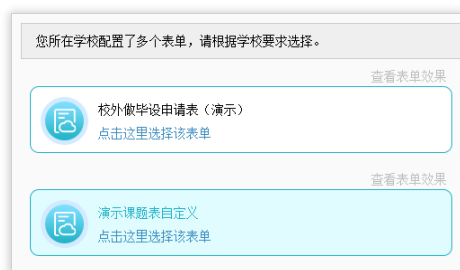 您所在学校配置了多个表单，请根据学校要求选择。
查看表单效果
校外做毕设申请表（演示）
点击这里选择该表单
查看表单效果
演示课题表自定义
点击这里选择该表单